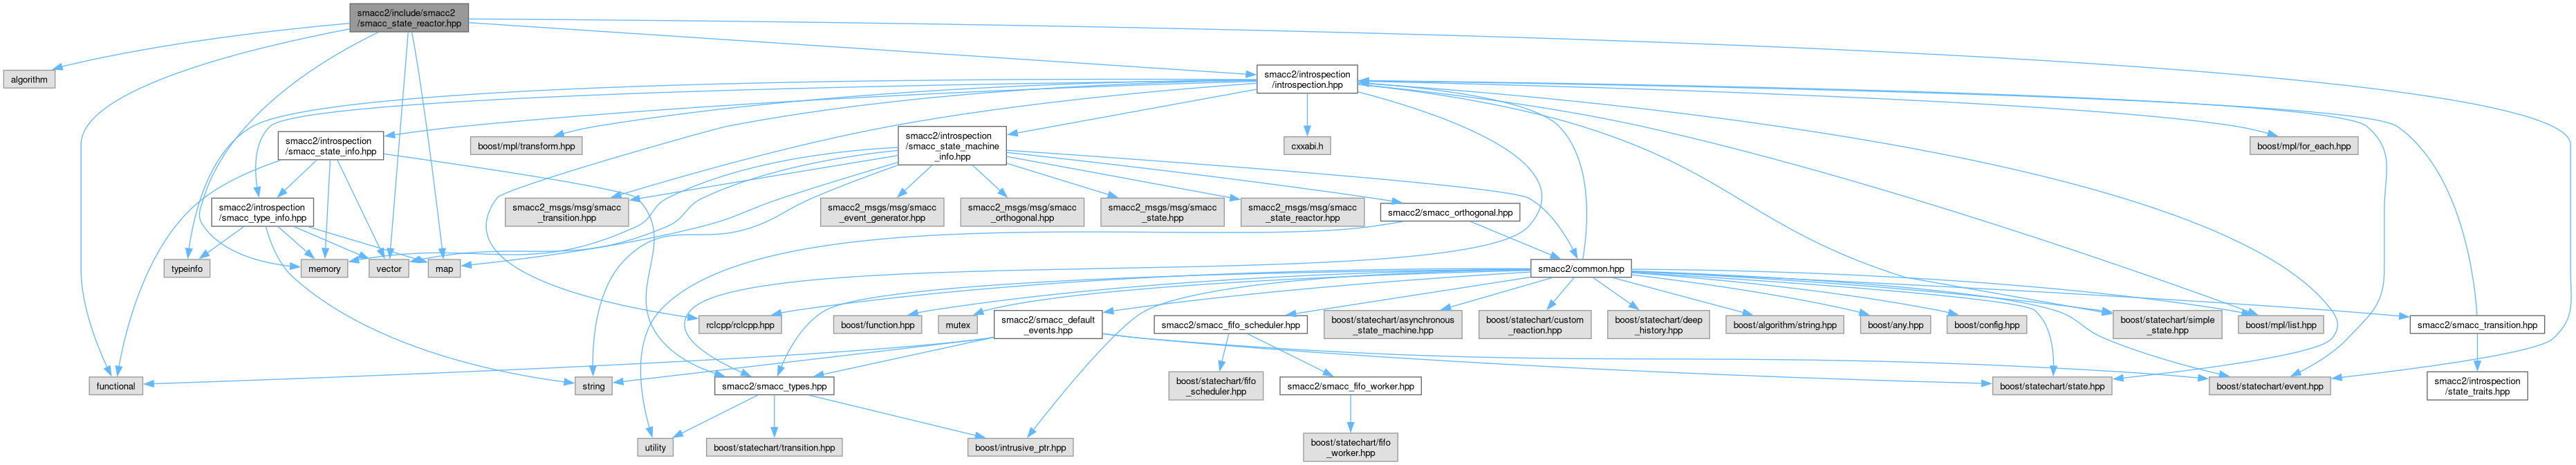 smacc2/include/smacc2
/smacc_state_reactor.hpp
algorithm
smacc2/introspection
/introspection.hpp
smacc2/introspection
/smacc_state_info.hpp
boost/mpl/transform.hpp
smacc2/introspection
/smacc_state_machine
_info.hpp
cxxabi.h
boost/mpl/for_each.hpp
smacc2/introspection
/smacc_type_info.hpp
smacc2_msgs/msg/smacc
_transition.hpp
smacc2_msgs/msg/smacc
_event_generator.hpp
smacc2_msgs/msg/smacc
_orthogonal.hpp
smacc2_msgs/msg/smacc
_state.hpp
smacc2_msgs/msg/smacc
_state_reactor.hpp
smacc2/smacc_orthogonal.hpp
typeinfo
memory
vector
map
smacc2/common.hpp
rclcpp/rclcpp.hpp
boost/function.hpp
mutex
smacc2/smacc_default
_events.hpp
smacc2/smacc_fifo_scheduler.hpp
boost/statechart/asynchronous
_state_machine.hpp
boost/statechart/custom
_reaction.hpp
boost/statechart/deep
_history.hpp
boost/algorithm/string.hpp
boost/any.hpp
boost/config.hpp
boost/statechart/simple
_state.hpp
boost/mpl/list.hpp
smacc2/smacc_transition.hpp
functional
string
smacc2/smacc_types.hpp
boost/statechart/fifo
_scheduler.hpp
smacc2/smacc_fifo_worker.hpp
boost/statechart/state.hpp
boost/statechart/event.hpp
smacc2/introspection
/state_traits.hpp
utility
boost/statechart/transition.hpp
boost/intrusive_ptr.hpp
boost/statechart/fifo
_worker.hpp